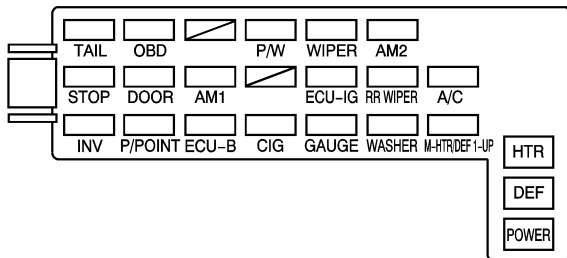 TAIL OBD P/W WIPER AM2
STOP DOOR AM1 ECU-IG RR WIPER A/C
INV P/POINT ECU-B CIG GAUGE WASHER M-HTR/DEF 1-UP
HTR
DEF
POWER